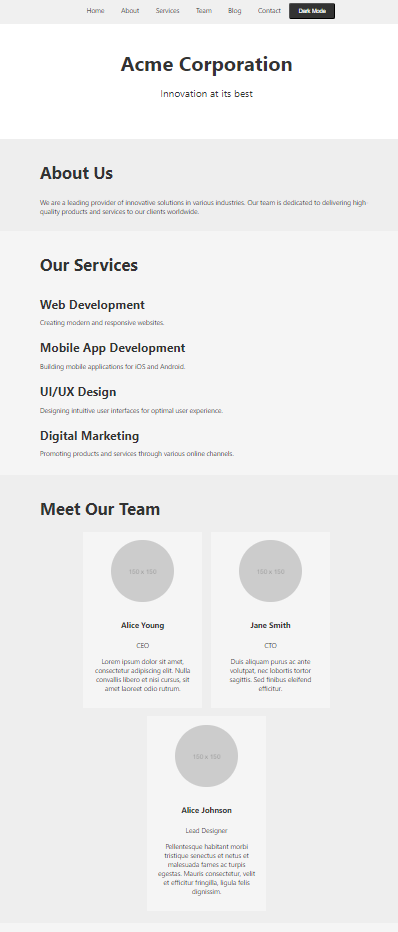 Home About Services Team Blog Contact Dark Mode
Acme Corporation
Innovation at its best
About Us
We are a leading provider of innovative solutions in various industries. Our team is dedicated to delivering high-
quality products and services to our clients worldwide.
Our Services
Web Development
Creating modern and responsive websites.
Mobile App Development
Building mobile applications for iOS and Android.
UI/UX Design
Designing intuitive user interfaces for optimal user experience.
Digital Marketing
Promoting products and services through various online channels.
Meet Our Team
150 x 150
Alice Young
CEO
Lorem ipsum dolor sit amet,
consectetur adipiscing elit. Nulla
convallis libero et nisi cursus, sit
amet laoreet odio rutrum.
150 x 150
Jane Smith
CTO
Duis aliquam purus ac ante
volutpat, nec lobortis tortor
sagittis. Sed finibus eleifend
efficitur.
150 x 150
Alice Johnson
Lead Designer
Pellentesque habitant morbi
tristique senectus et netus et
malesuada fames ac turpis
egestas. Mauris consectetur, velit
et efficitur fringilla, ligula felis
dignissim.